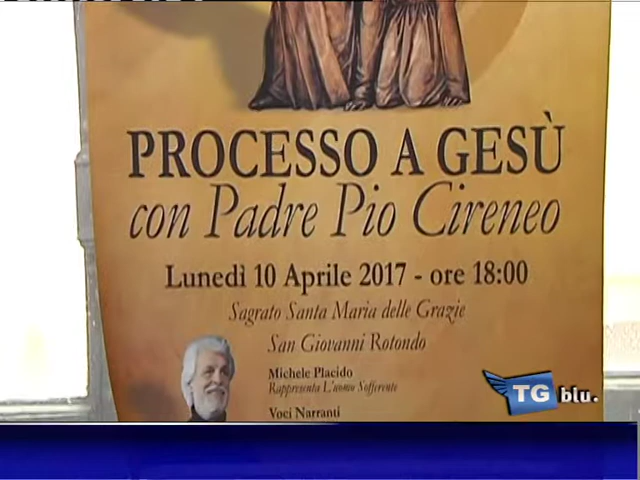 PROCESSO A GESÙ
con Padre Pio Cireneo
Lunedì 10 Aprile 2017 - ore 18:00
Sagrato Santa Maria delle Grazie
San Giovanni Rotondo
Michele Placido
Rappresenta L'uomo Sofferente
Voci Narranti
TG blu.